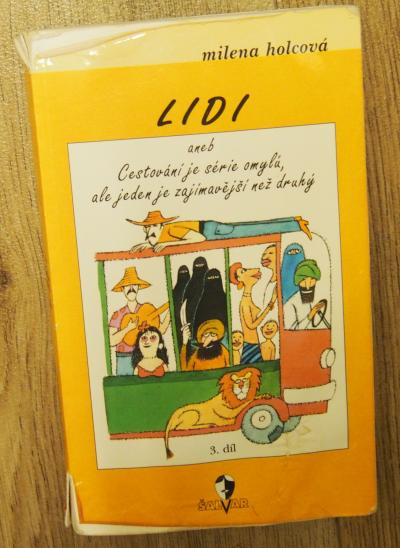 milena holcová
LIDI
aneb
Cestování je série omylů,
ale jeden je zajímavější než druhý
3. díl
ŠALVAR